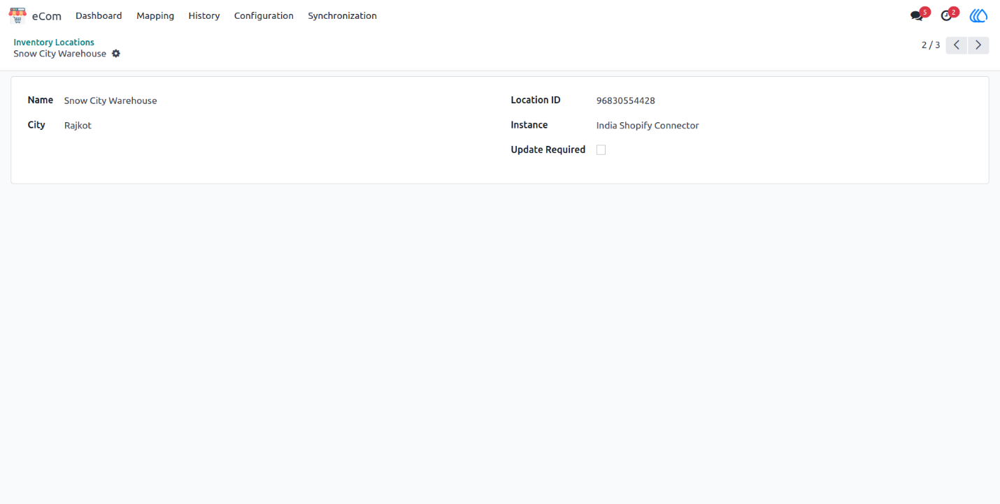 eCom Dashboard Mapping History Configuration Synchronization 5 2
Inventory Locations
Snow City Warehouse
2 / 3
Name Snow City Warehouse
City Rajkot
Location ID 96830554428
Instance India Shopify Connector
Update Required